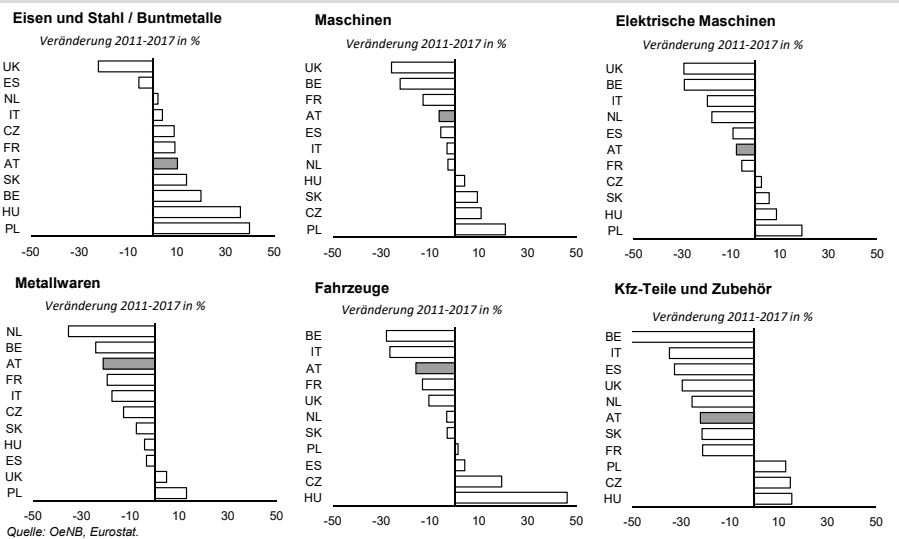 Eisen und Stahl / Buntmetalle
Veränderung 2011-2017 in %
UK
ES
NL
IT
CZ
FR
AT
SK
BE
HU
PL
-50 -30 -10 10 30 50
Maschinen
Veränderung 2011-2017 in %
UK
BE
FR
AT
ES
IT
NL
HU
SK
CZ
PL
-50 -30 -10 10 30 50
Elektrische Maschinen
Veränderung 2011-2017 in %
UK
BE
IT
NL
ES
AT
FR
CZ
SK
HU
PL
-50 -30 -10 10 30 50
Metallwaren
Veränderung 2011-2017 in %
NL
BE
AT
FR
IT
CZ
SK
HU
ES
UK
PL
-50 -30 -10 10 30 50
Quelle: OeNB, Eurostat.
Fahrzeuge
Veränderung 2011-2017 in %
BE
IT
AT
FR
UK
NL
SK
PL
ES
CZ
HU
-50 -30 -10 10 30 50
Kfz-Teile und Zubehör
Veränderung 2011-2017 in %
BE
IT
ES
UK
NL
AT
SK
FR
PL
CZ
HU
-50 -30 -10 10 30 50